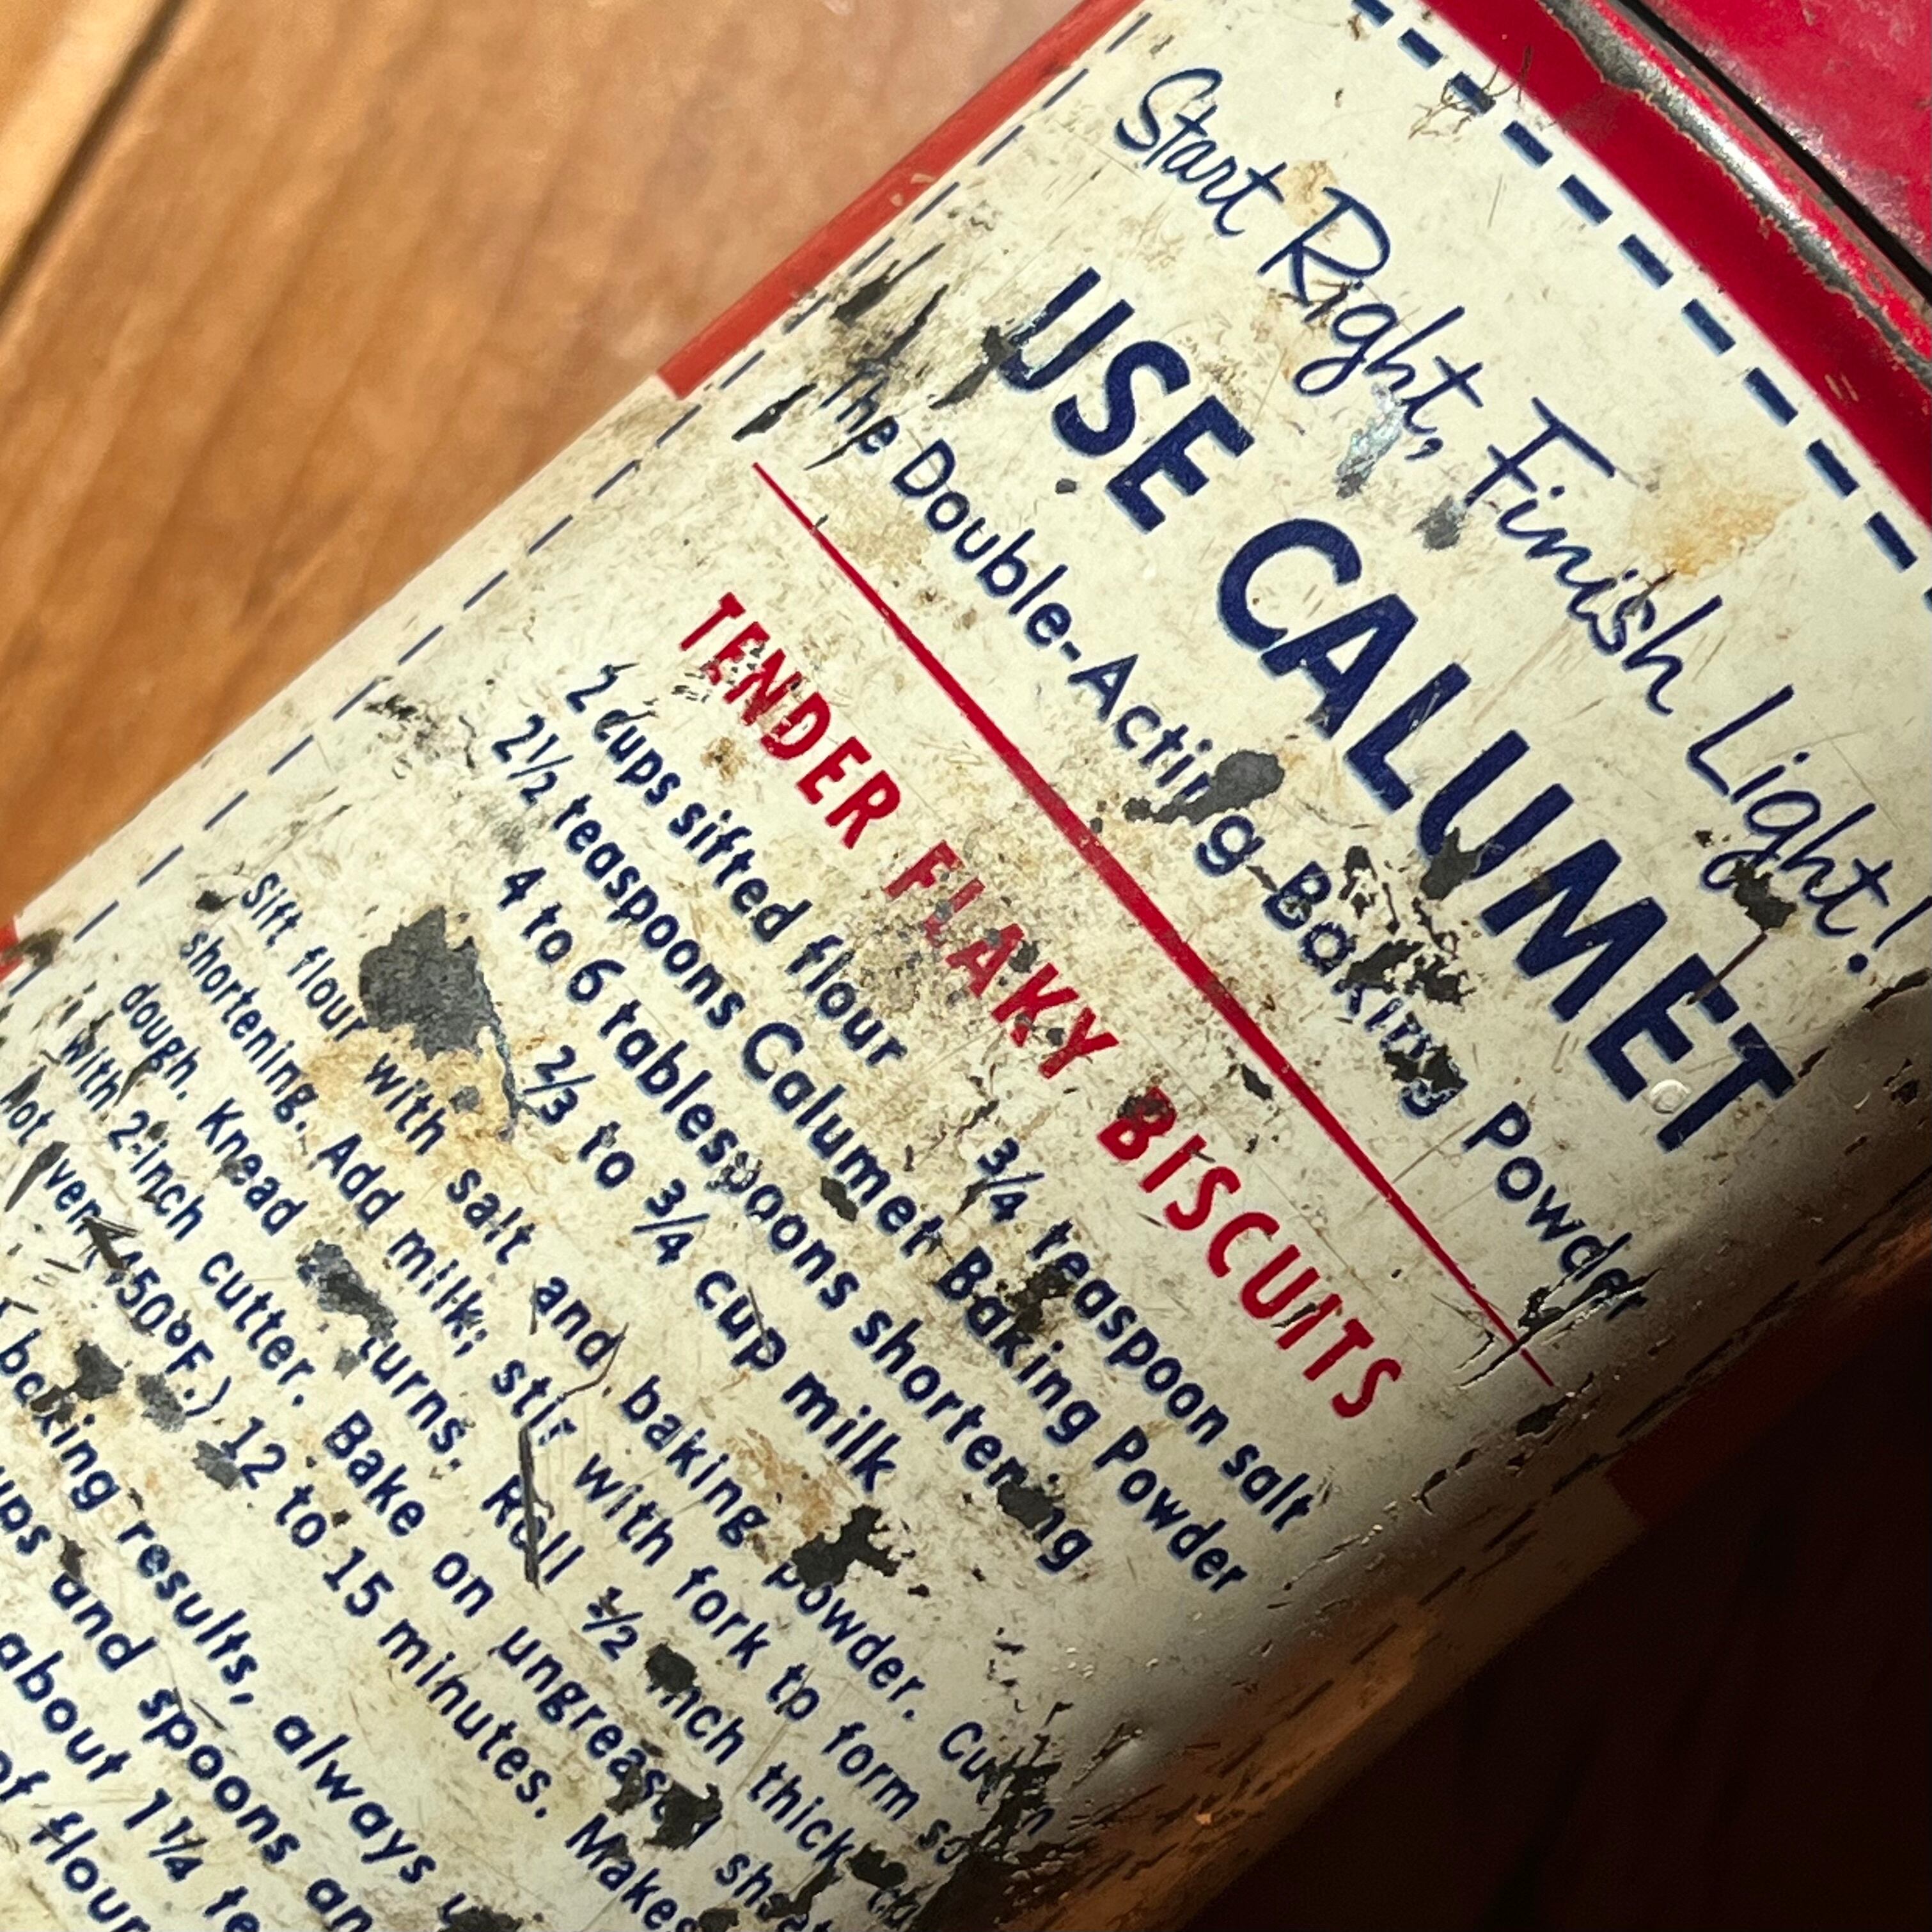 Start Right, Finish Light!
USE CALUMET
The Double-Acting Baking Powder
TENDER FLAKY BISCUITS
2 cups sifted flour 3/4 teaspoon salt
2½ teaspoons Calumet Baking Powder
4 to 6 tablespoons shortening
2/3 to 3/4 cup milk
Sift flour with salt and baking powder. Cut in
shortening. Add milk; stir with fork to form
dough. Knead turns. Roll ½ inch thick
with 2-inch cutter. Bake on ungreased sheet
hot 12 to 15 minutes. Makes
baking results, always
and spoons
about 1¼
of flour